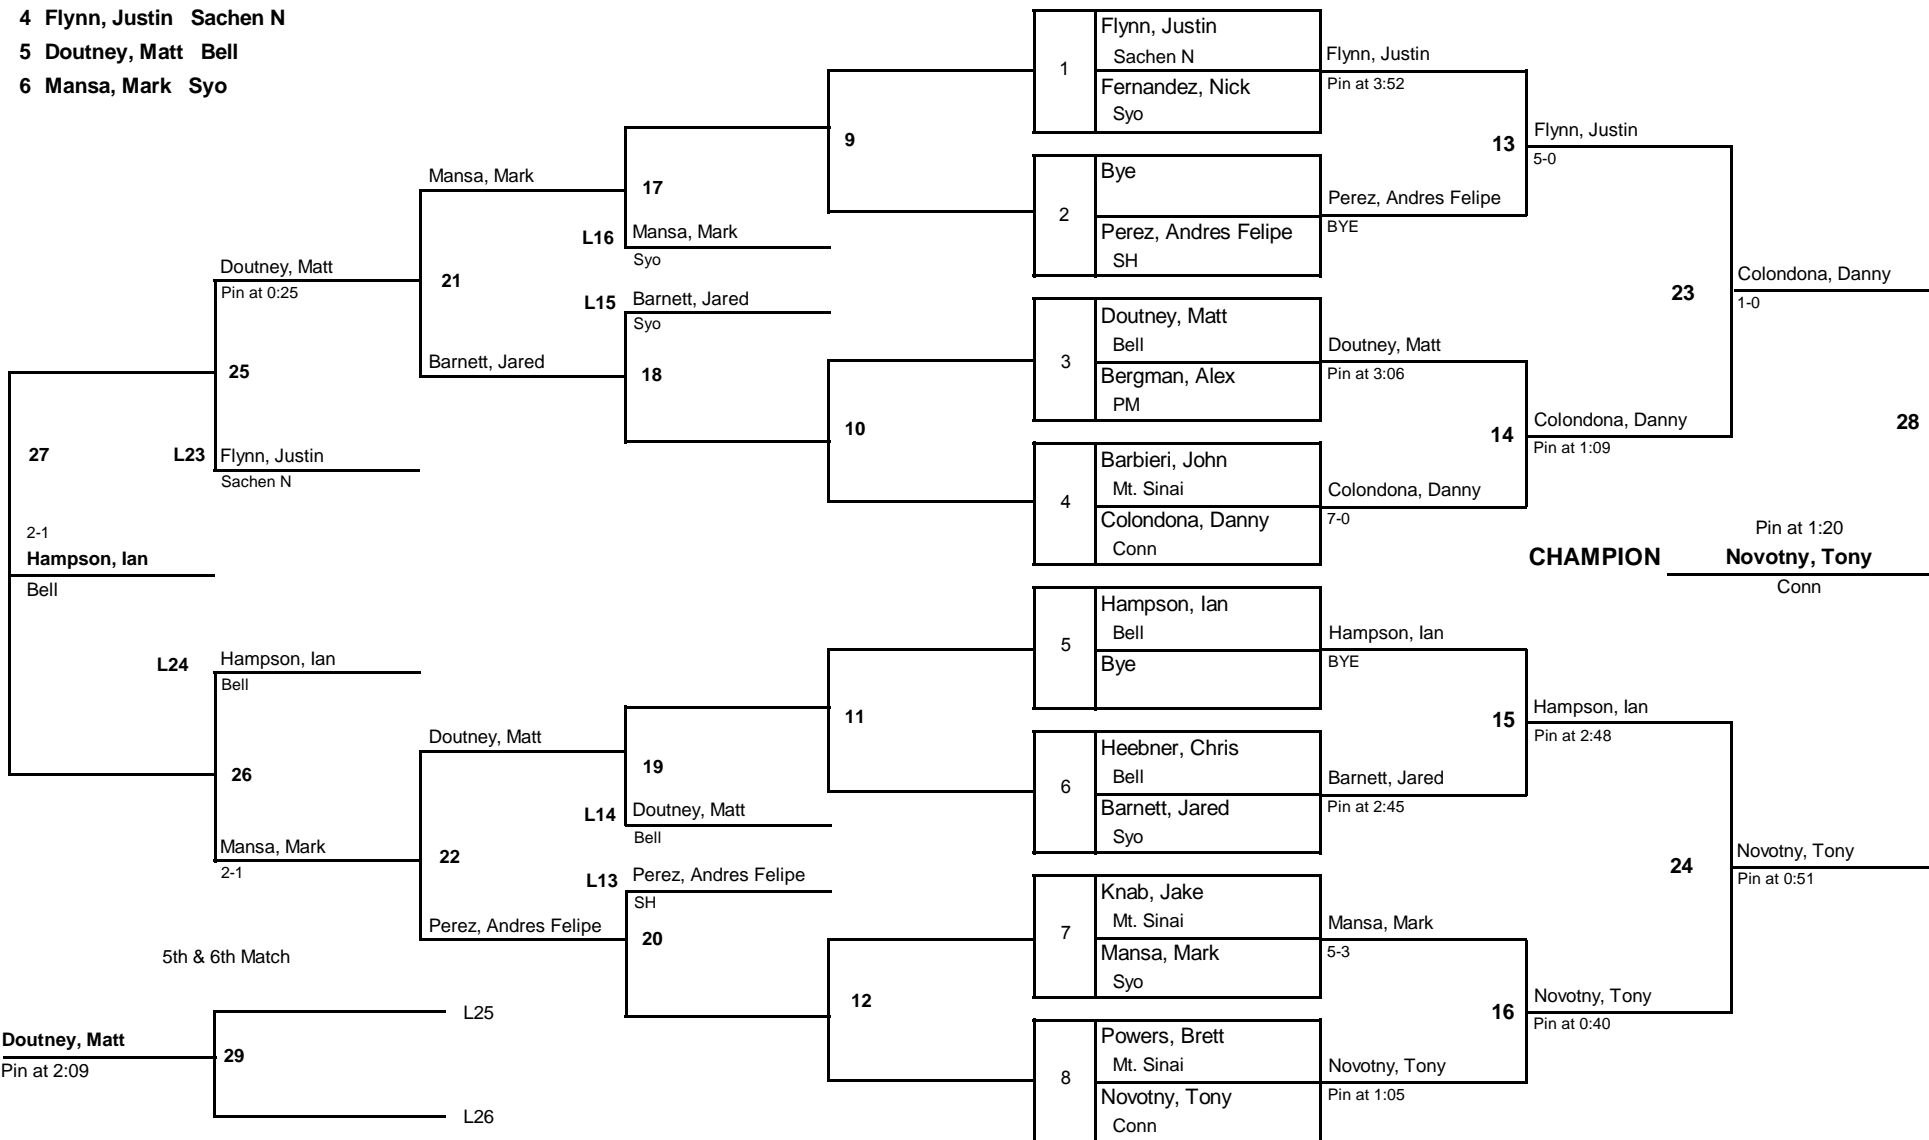 4 Flynn, Justin Sachen N
5 Doutney, Matt Bell
6 Mansa, Mark Syo
1
Flynn, Justin
Sachen N
Fernandez, Nick
Syo
Flynn, Justin
Pin at 3:52
2
Bye
Perez, Andres Felipe
SH
Perez, Andres Felipe
BYE
3
Doutney, Matt
Bell
Bergman, Alex
PM
Doutney, Matt
Pin at 3:06
4
Barbieri, John
Mt. Sinai
Colondona, Danny
Conn
Colondona, Danny
7-0
5
Hampson, Ian
Bell
Bye
Hampson, Ian
BYE
6
Heebner, Chris
Bell
Barnett, Jared
Syo
Barnett, Jared
Pin at 2:45
7
Knab, Jake
Mt. Sinai
Mansa, Mark
Syo
Mansa, Mark
5-3
8
Powers, Brett
Mt. Sinai
Novotny, Tony
Conn
Novotny, Tony
Pin at 1:05
13
Flynn, Justin
5-0
14
Colondona, Danny
Pin at 1:09
15
Hampson, Ian
Pin at 2:48
16
Novotny, Tony
Pin at 0:40
23
Colondona, Danny
1-0
24
Novotny, Tony
Pin at 0:51
28
Pin at 1:20
CHAMPION Novotny, Tony
Conn
9
10
11
12
17
L16 Mansa, Mark
Syo
L15 Barnett, Jared
Syo
18
19
L14 Doutney, Matt
Bell
L13 Perez, Andres Felipe
SH
20
Mansa, Mark
21
Barnett, Jared
Doutney, Matt
22
Perez, Andres Felipe
Doutney, Matt
Pin at 0:25
25
L23 Flynn, Justin
Sachen N
L24 Hampson, Ian
Bell
26
Mansa, Mark
2-1
27
2-1
Hampson, Ian
Bell
5th & 6th Match
L25
Doutney, Matt
Pin at 2:09
29
L26